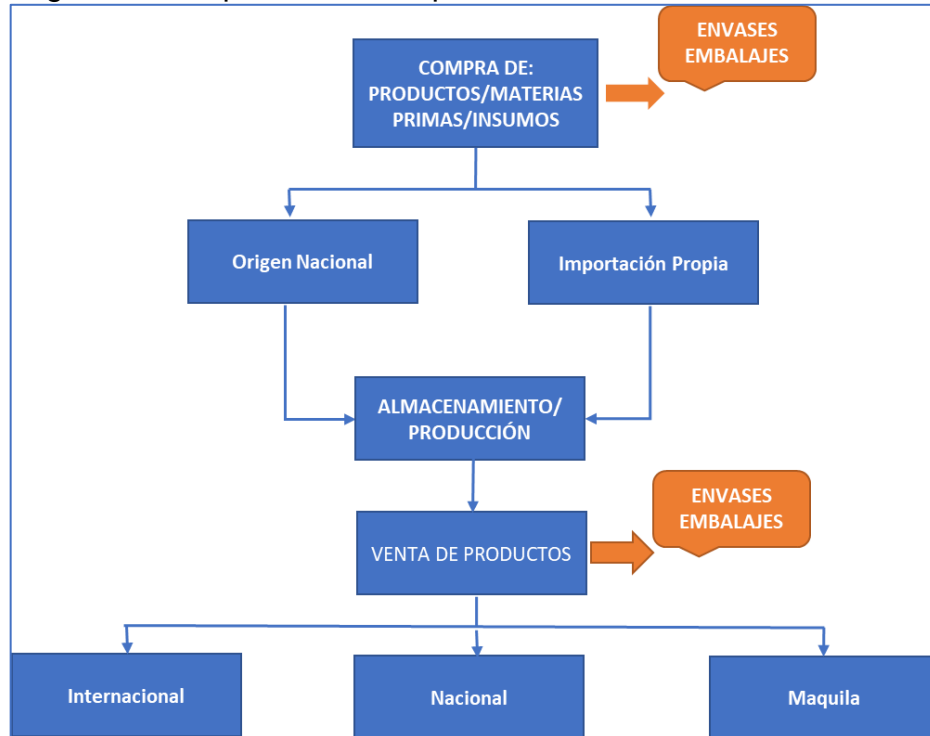 ENVASES
EMBALAJES
COMPRA DE:
PRODUCTOS/MATERIAS
PRIMAS/INSUMOS
Origen Nacional
Importación Propia
ALMACENAMIENTO/
PRODUCCIÓN
ENVASES
EMBALAJES
VENTA DE PRODUCTOS
Internacional
Nacional
Maquila